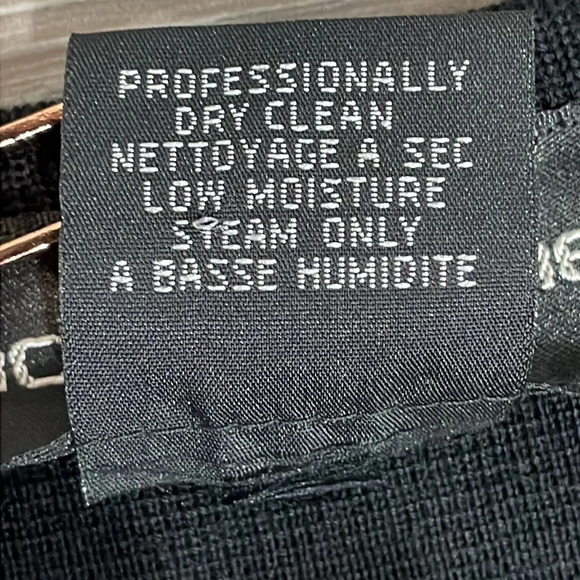 PROFESSIONALLY
DRY CLEAN
NETTOYAGE A SEC
LOW MOISTURE
STEAM ONLY
A BASSE HUMIDITE